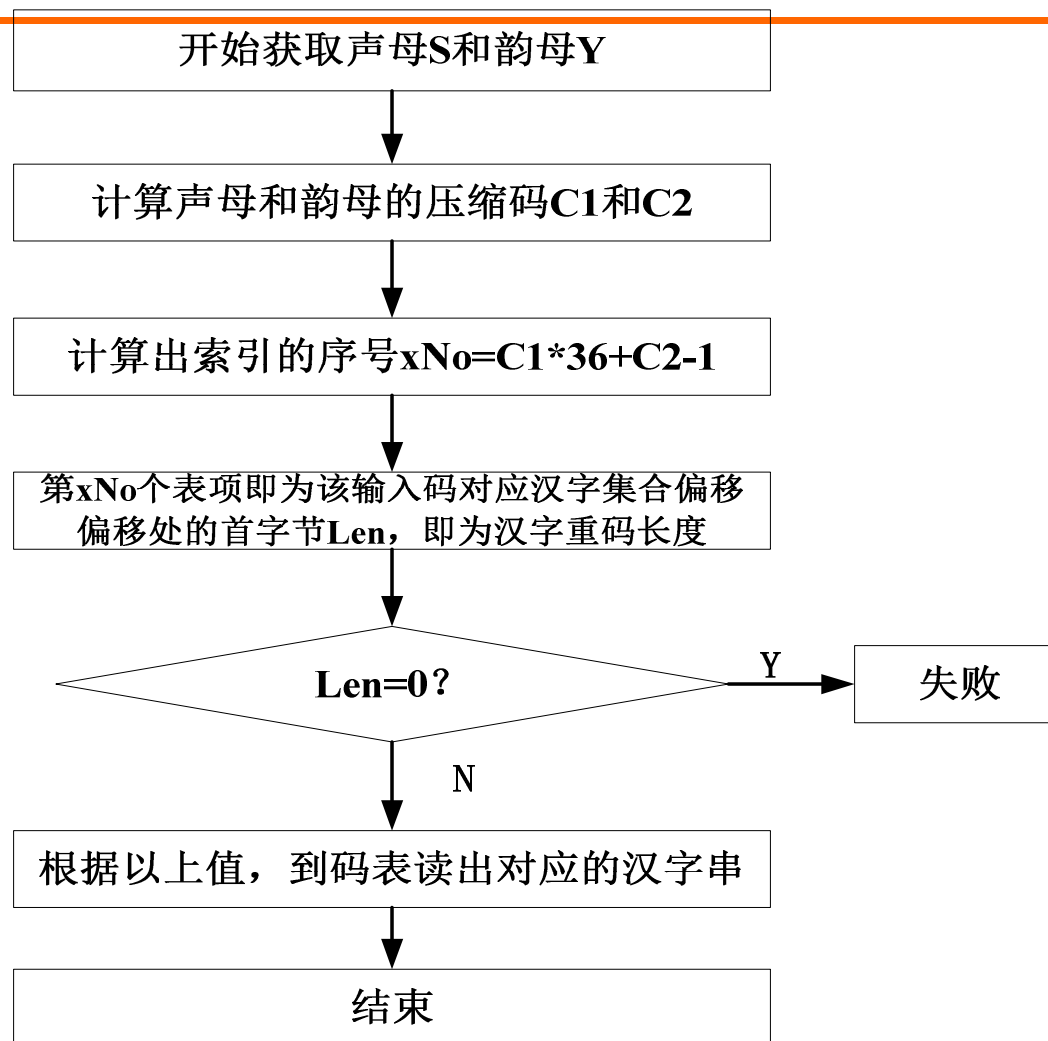 开始获取声母S和韵母Y
计算声母和韵母的压缩码C1和C2
计算出索引的序号xNo=C1*36+C2-1
第xNo个表项即为该输入码对应汉字集合偏移
偏移处的首字节Len，即为汉字重码长度
Len=0？
Y
失败
N
根据以上值，到码表读出对应的汉字串
结束